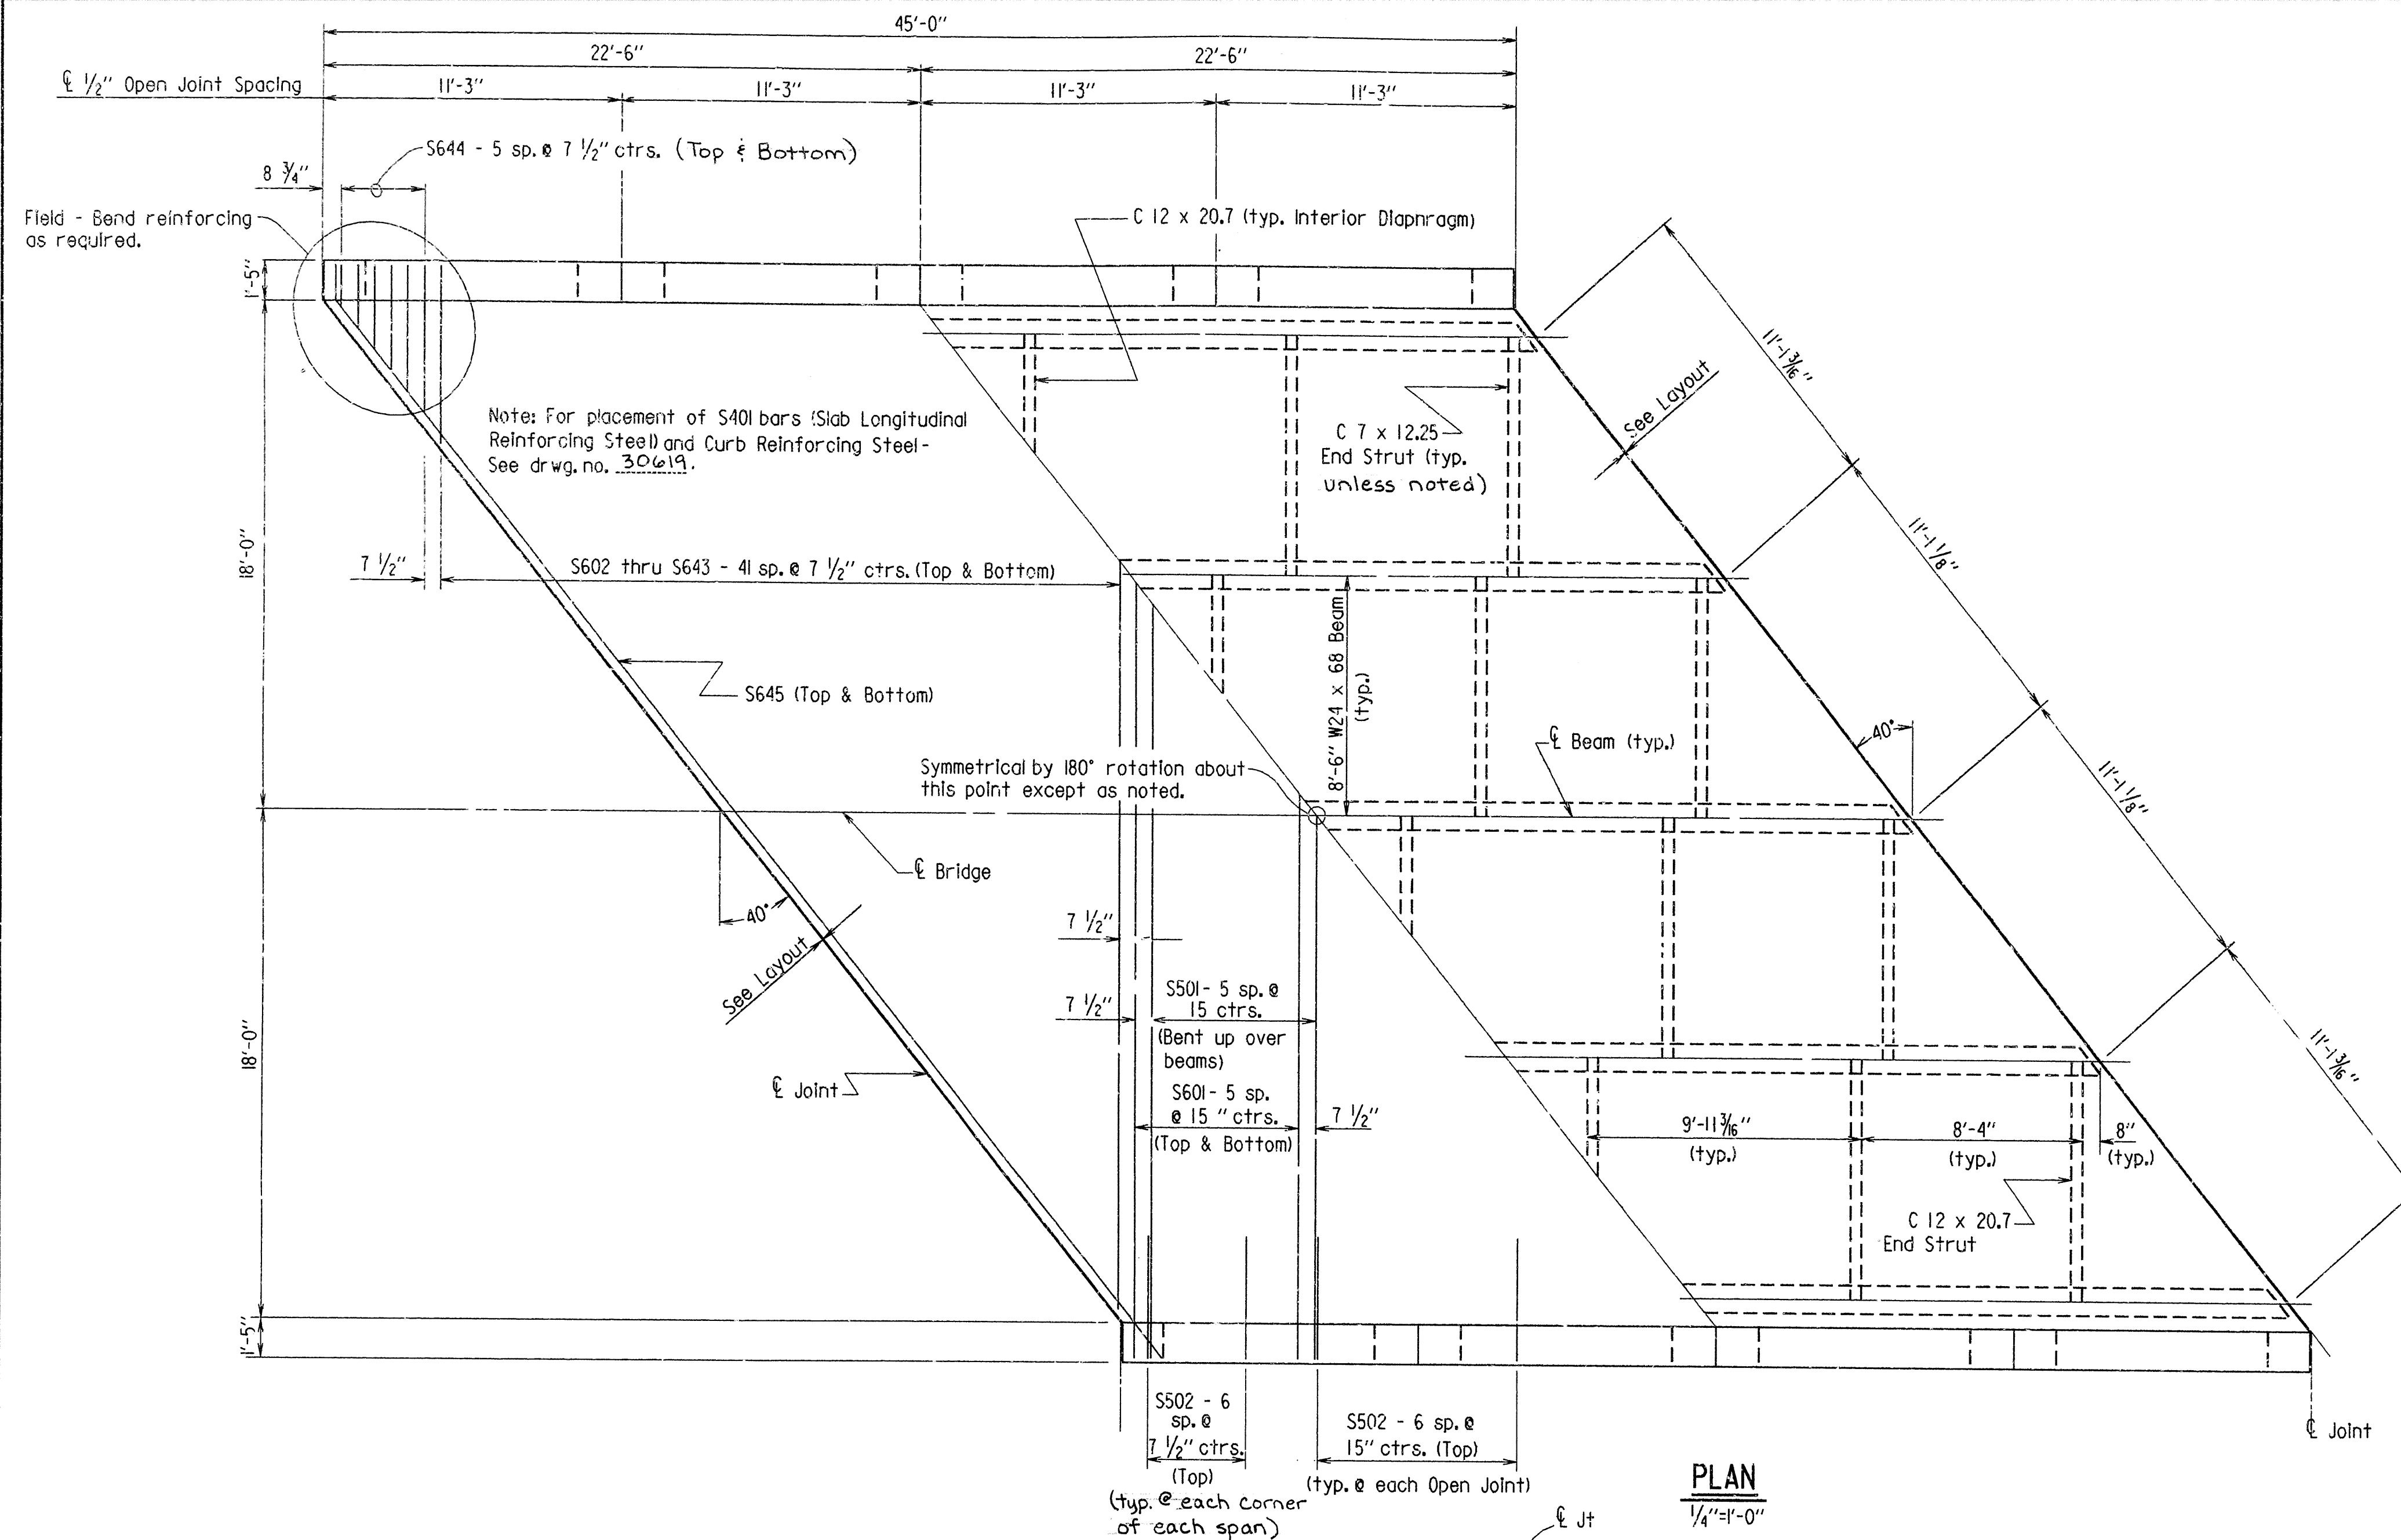 45'-0"
22'-6"
22'-6"
℄ 1/2" Open Joint Spacing
11'-3"
11'-3"
11'-3"
11'-3"
S644 - 5 sp. @ 7 1/2" ctrs. (Top & Bottom)
8 3/4"
Field - Bend reinforcing
as required.
C 12 x 20.7 (typ. Interior Diapnragm)
1'-5"
11'-1 3/16"
See Layout
Note: For placement of S401 bars (Slab Longitudinal
Reinforcing Steel) and Curb Reinforcing Steel-
See drwg. no. 30619.
C 7 x 12.25
End Strut (typ.
unless noted)
18'-0"
11'-1 1/8"
7 1/2"
S602 thru S643 - 41 sp. @ 7 1/2" ctrs. (Top & Bottom)
8'-6" W24 x 68 Beam
(typ.)
S645 (Top & Bottom)
℄ Beam (typ.)
40°
11'-1 1/8"
Symmetrical by 180° rotation about
this point except as noted.
℄ Bridge
40°
7 1/2"
See Layout
7 1/2"
S501- 5 sp. @
15 ctrs.
(Bent up over
beams)
S601- 5 sp.
@ 15 " ctrs.
(Top & Bottom)
7 1/2"
℄ Joint
18'-0"
11'-1 3/16"
9'-11 3/16"
(typ.)
8'-4"
(typ.)
8"
(typ.)
C 12 x 20.7
End Strut
1'-5"
S502 - 6
sp. @
7 1/2" ctrs.
(Top)
(typ. @ each corner
of each span)
S502 - 6 sp. @
15" ctrs. (Top)
(typ. @ each Open Joint)
℄ Joint
PLAN
1/4"=1'-0"
℄ Jt